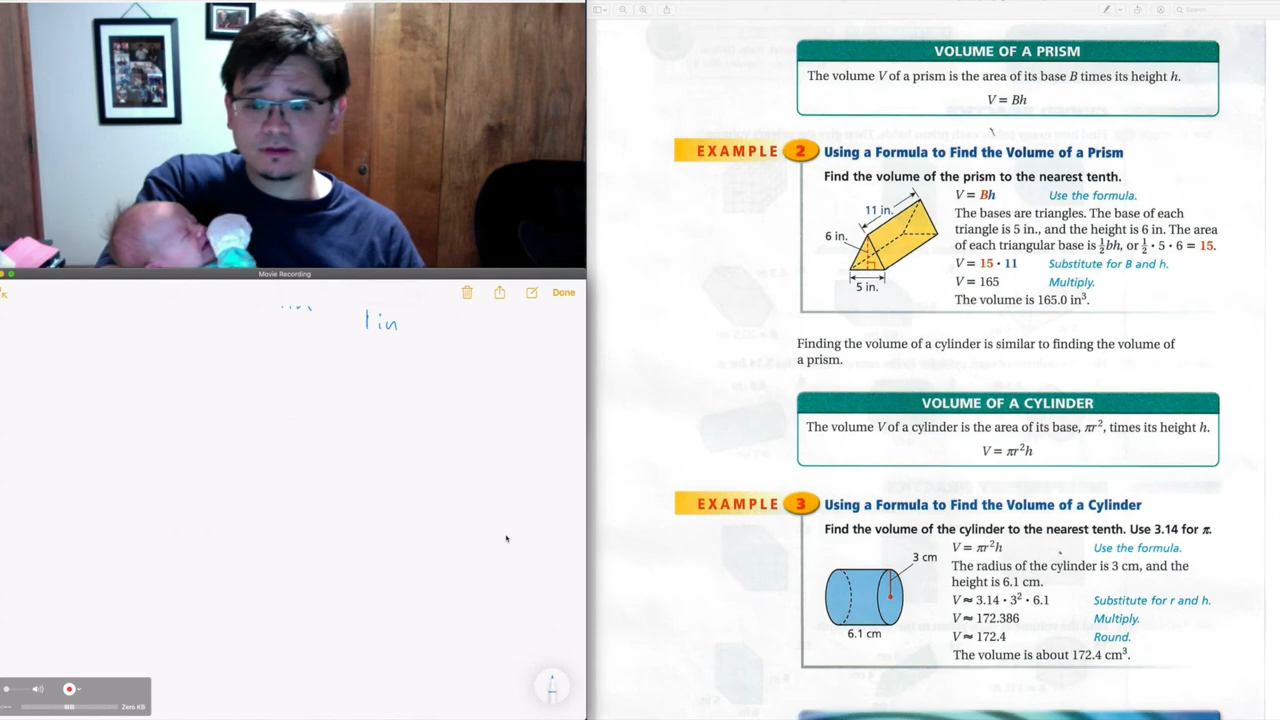 Movie Recording
Done
1 in
Zero KB
Search
VOLUME OF A PRISM
The volume V of a prism is the area of its base B times its height h.
V = Bh
EXAMPLE 2 Using a Formula to Find the Volume of a Prism
Find the volume of the prism to the nearest tenth.
11 in.
6 in.
5 in.
V = Bh Use the formula.
The bases are triangles. The base of each
triangle is 5 in., and the height is 6 in. The area
of each triangular base is ½bh, or ½ · 5 · 6 = 15.
V = 15 · 11 Substitute for B and h.
V = 165 Multiply.
The volume is 165.0 in³.
Finding the volume of a cylinder is similar to finding the volume of
a prism.
VOLUME OF A CYLINDER
The volume V of a cylinder is the area of its base, πr², times its height h.
V = πr²h
EXAMPLE 3 Using a Formula to Find the Volume of a Cylinder
Find the volume of the cylinder to the nearest tenth. Use 3.14 for π.
3 cm
6.1 cm
V = πr²h Use the formula.
The radius of the cylinder is 3 cm, and the
height is 6.1 cm.
V ≈ 3.14 · 3² · 6.1 Substitute for r and h.
V ≈ 172.386 Multiply.
V ≈ 172.4 Round.
The volume is about 172.4 cm³.